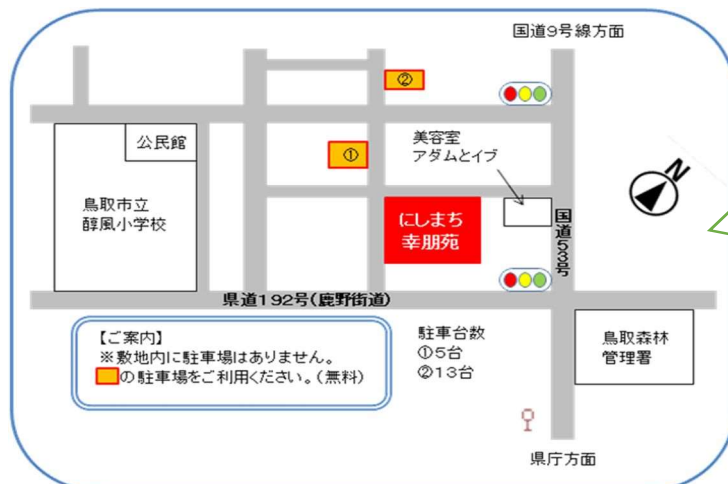 国道9号線方面
②
公民館
①
美容室
アダムとイブ
N
鳥取市立
醇風小学校
にしまち
幸朋苑
国道53号
県道192号(鹿野街道)
【ご案内】
※敷地内に駐車場はありません。
の駐車場をご利用ください。(無料)
駐車台数
①5台
②13台
鳥取森林
管理署
県庁方面